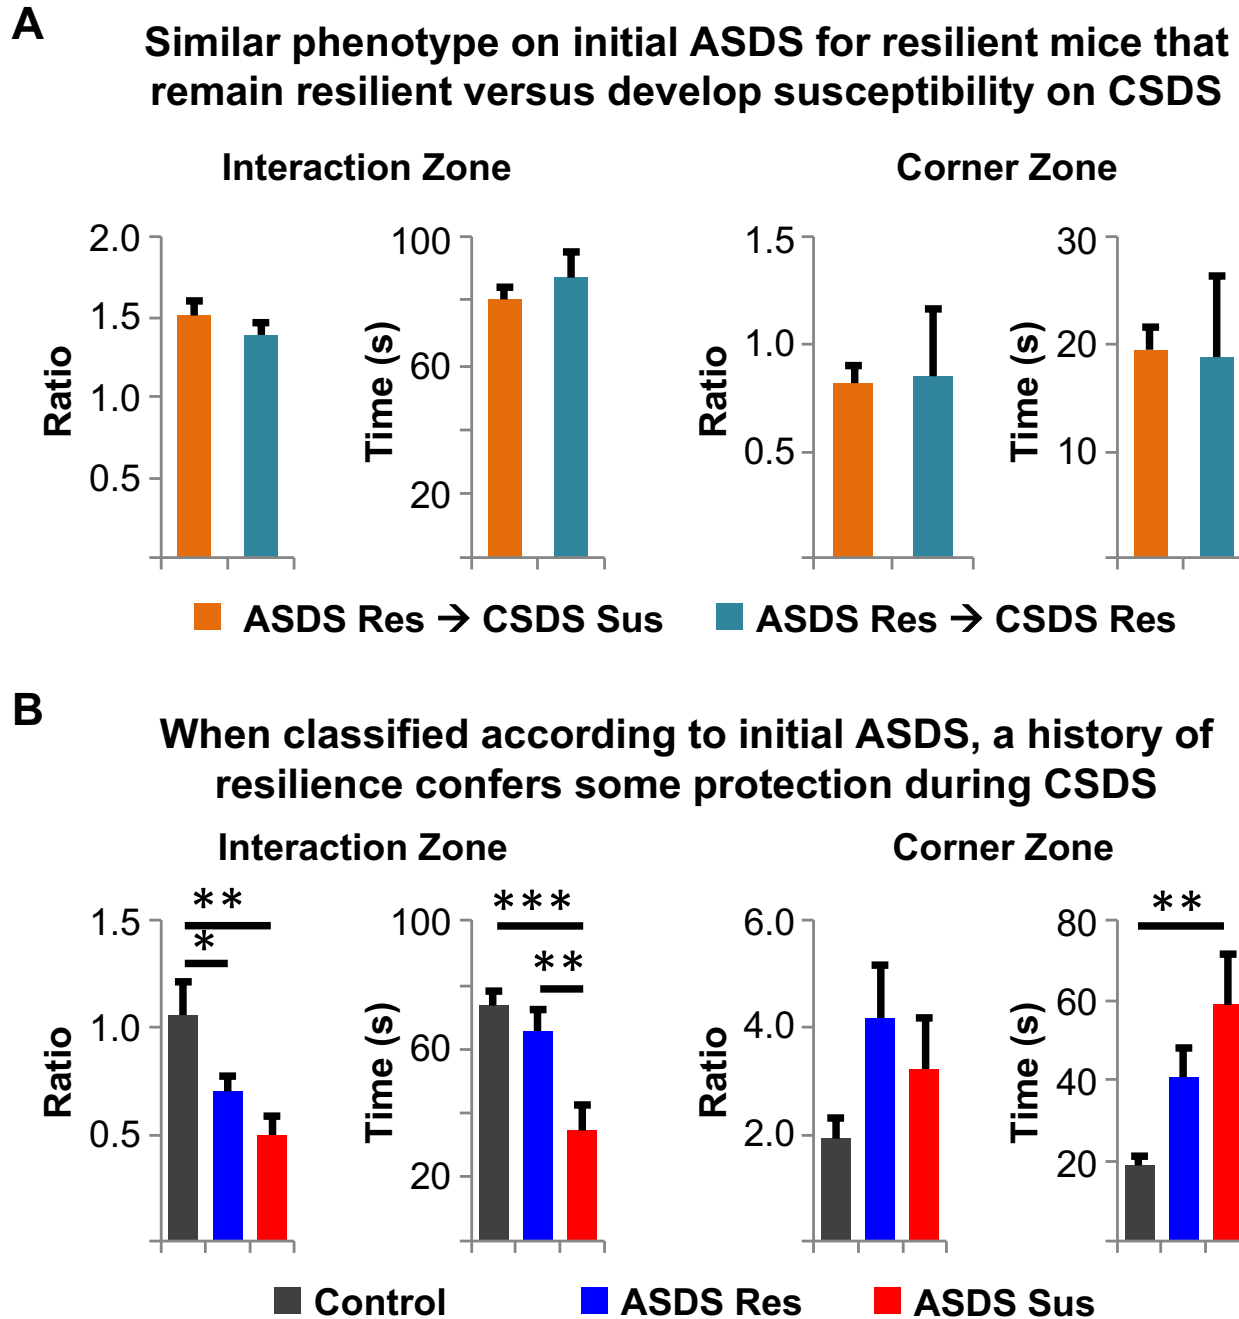 A
Similar phenotype on initial ASDS for resilient mice that
remain resilient versus develop susceptibility on CSDS
Interaction Zone
Corner Zone
Ratio
2.0
1.5
1.0
0.5
Time (s)
100
60
20
Ratio
1.5
1.0
0.5
Time (s)
30
20
10
ASDS Res → CSDS Sus
ASDS Res → CSDS Res
B
When classified according to initial ASDS, a history of
resilience confers some protection during CSDS
Interaction Zone
Corner Zone
Ratio
1.5
1.0
0.5
**
*
Time (s)
100
60
20
***
**
Ratio
6.0
4.0
2.0
Time (s)
80
60
40
20
**
Control
ASDS Res
ASDS Sus